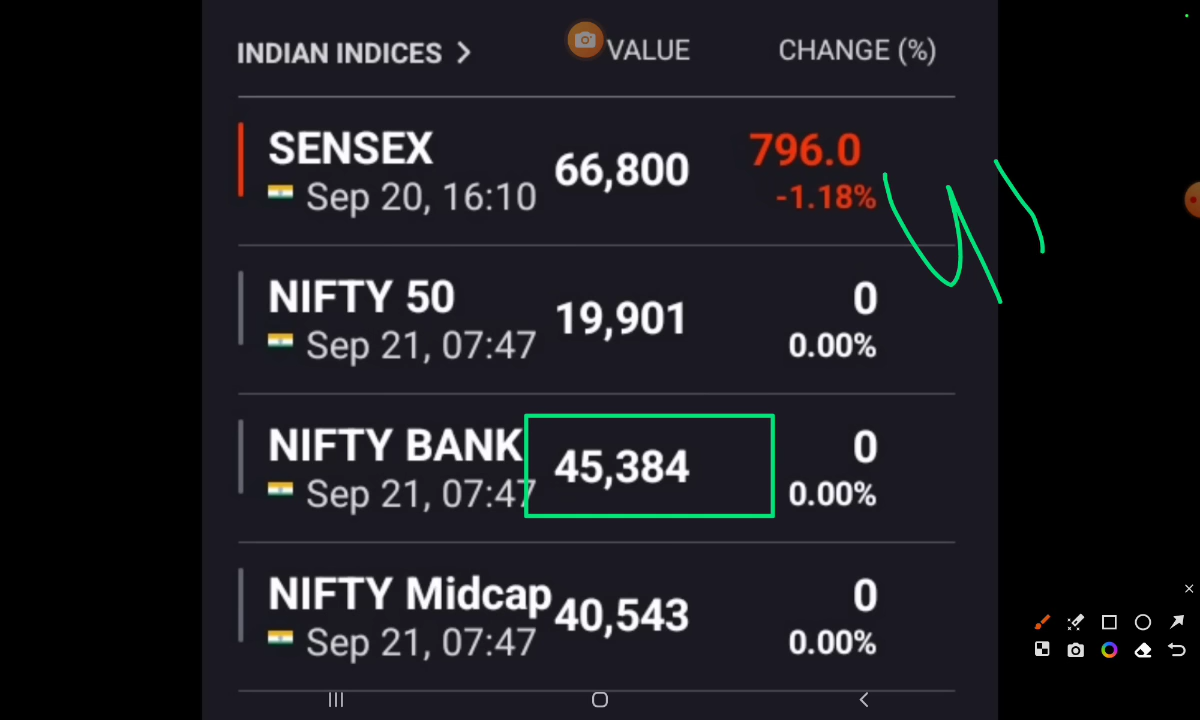 INDIAN INDICES VALUE CHANGE (%)
SENSEX 66,800 796.0
Sep 20, 16:10 -1.18%
NIFTY 50 19,901 0
Sep 21, 07:47 0.00%
NIFTY BANK 45,384 0
Sep 21, 07:47 0.00%
NIFTY Midcap 40,543 0
Sep 21, 07:47 0.00%